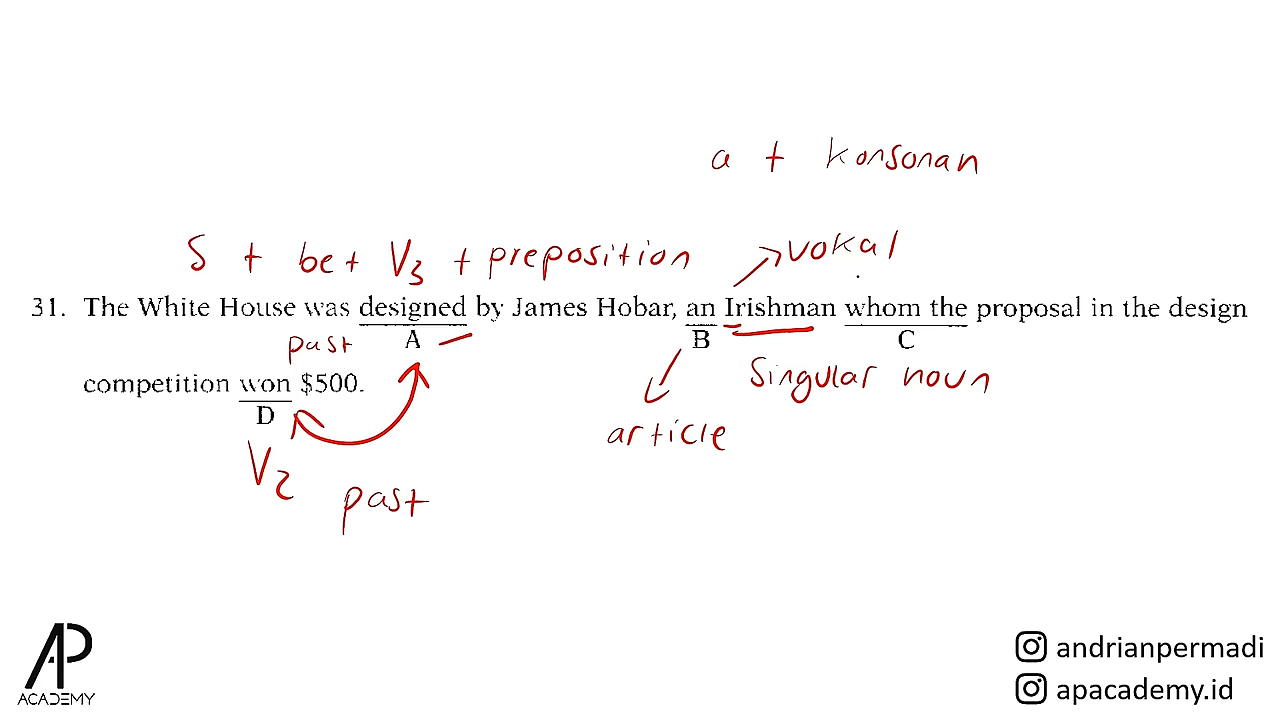 a + konsonan
S + be + V3 + preposition
vokal
31. The White House was designed by James Hobar, an Irishman whom the proposal in the design
past
A
B
C
competition won $500.
singular noun
D
article
V2
past
AP
ACADEMY
andrianpermadi
apacademy.id